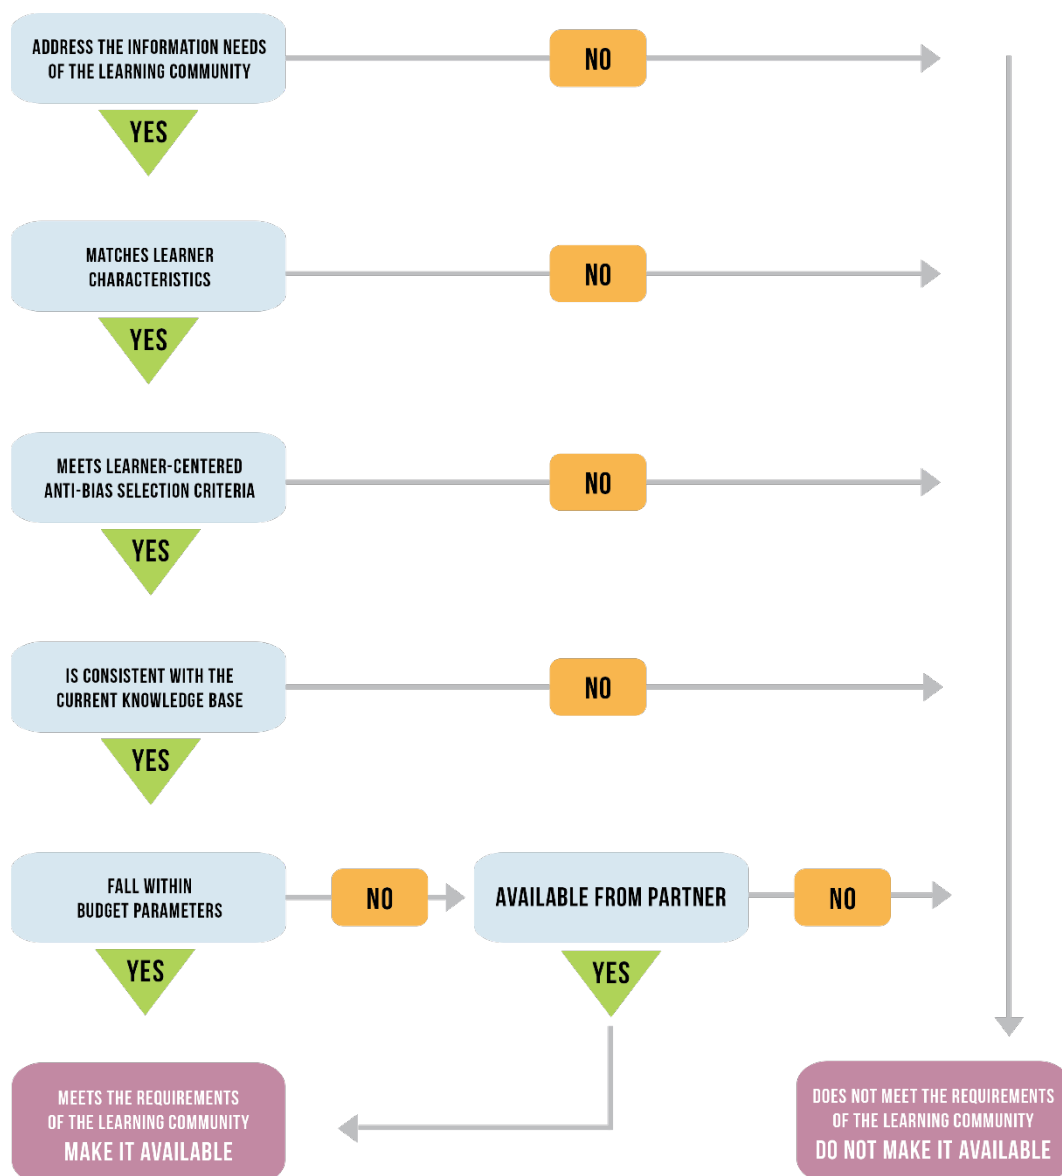 ADDRESS THE INFORMATION NEEDS
OF THE LEARNING COMMUNITY
NO
YES
MATCHES LEARNER
CHARACTERISTICS
NO
YES
MEETS LEARNER-CENTERED
ANTI-BIAS SELECTION CRITERIA
NO
YES
IS CONSISTENT WITH THE
CURRENT KNOWLEDGE BASE
NO
YES
FALL WITHIN
BUDGET PARAMETERS
NO
AVAILABLE FROM PARTNER
NO
YES
YES
MEETS THE REQUIREMENTS
OF THE LEARNING COMMUNITY
MAKE IT AVAILABLE
DOES NOT MEET THE REQUIREMENTS
OF THE LEARNING COMMUNITY
DO NOT MAKE IT AVAILABLE